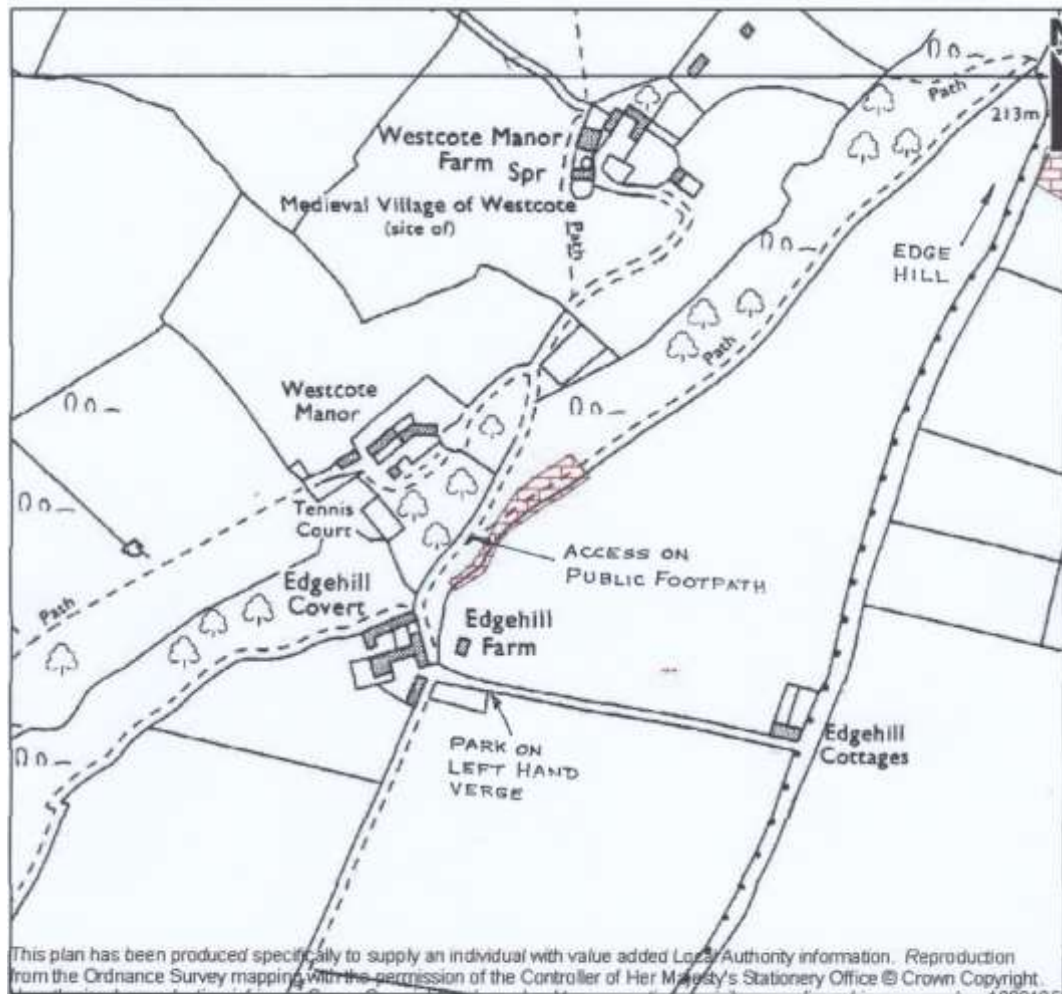 Path
213m
Westcote Manor
Farm
Spr
Medieval Village of Westcote
(site of)
Path
EDGE
HILL
Path
Westcote
Manor
Tennis
Court
ACCESS ON
PUBLIC FOOTPATH
Edgehill
Covert
Path
Edgehill
Farm
PARK ON
LEFT HAND
VERGE
Edgehill
Cottages
This plan has been produced specifically to supply an individual with value added Local Authority information. Reproduction
from the Ordnance Survey mapping with the permission of the Controller of Her Majesty's Stationery Office © Crown Copyright.